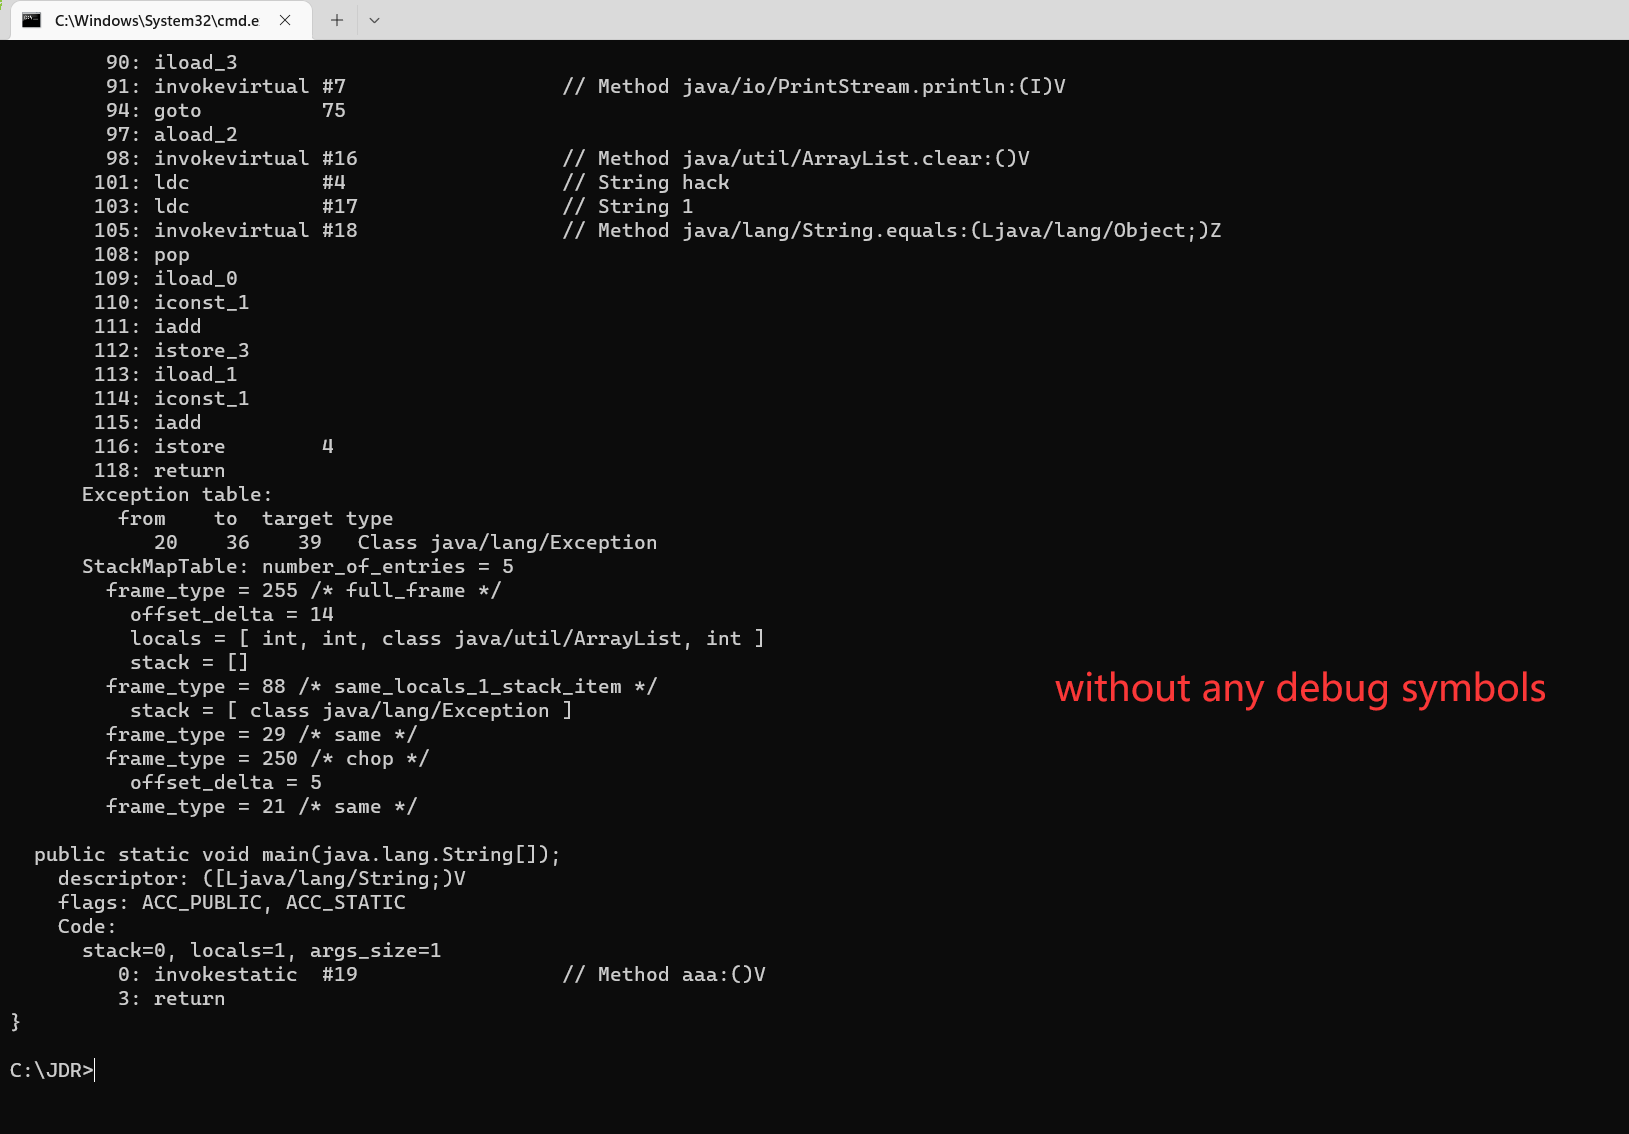 C:\Windows\System32\cmd.e
90: iload_3
91: invokevirtual #7                  // Method java/io/PrintStream.println:(I)V
94: goto          75
97: aload_2
98: invokevirtual #16                 // Method java/util/ArrayList.clear:()V
101: ldc           #4                  // String hack
103: ldc           #17                 // String 1
105: invokevirtual #18                 // Method java/lang/String.equals:(Ljava/lang/Object;)Z
108: pop
109: iload_0
110: iconst_1
111: iadd
112: istore_3
113: iload_1
114: iconst_1
115: iadd
116: istore        4
118: return
Exception table:
from    to  target type
20    36    39   Class java/lang/Exception
StackMapTable: number_of_entries = 5
frame_type = 255 /* full_frame */
offset_delta = 14
locals = [ int, int, class java/util/ArrayList, int ]
stack = []
frame_type = 88 /* same_locals_1_stack_item */
without any debug symbols
stack = [ class java/lang/Exception ]
frame_type = 29 /* same */
frame_type = 250 /* chop */
offset_delta = 5
frame_type = 21 /* same */
public static void main(java.lang.String[]);
descriptor: ([Ljava/lang/String;)V
flags: ACC_PUBLIC, ACC_STATIC
Code:
stack=0, locals=1, args_size=1
0: invokestatic  #19                 // Method aaa:()V
3: return
}
C:\JDR>